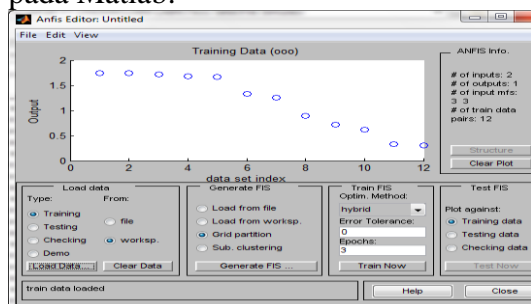 pada Matlab.
Anfis Editor: Untitled
File Edit View
Training Data (ooo)
2
1.5
1
0.5
0
Output
0 2 4 6 8 10 12
data set index
ANFIS Info.
# of inputs: 2
# of outputs: 1
# of input mfs:
3 3
# of train data
pairs: 12
Structure
Clear Plot
Load data
Type: From:
Training
Testing
Checking
Demo
file
worksp.
Load Data... Clear Data
Generate FIS
Load from file
Load from worksp.
Grid partition
Sub. clustering
Generate FIS ...
Train FIS
Optim. Method:
hybrid
Error Tolerance:
0
Epochs:
3
Train Now
Test FIS
Plot against:
Training data
Testing data
Checking data
Test Now
train data loaded
Help Close